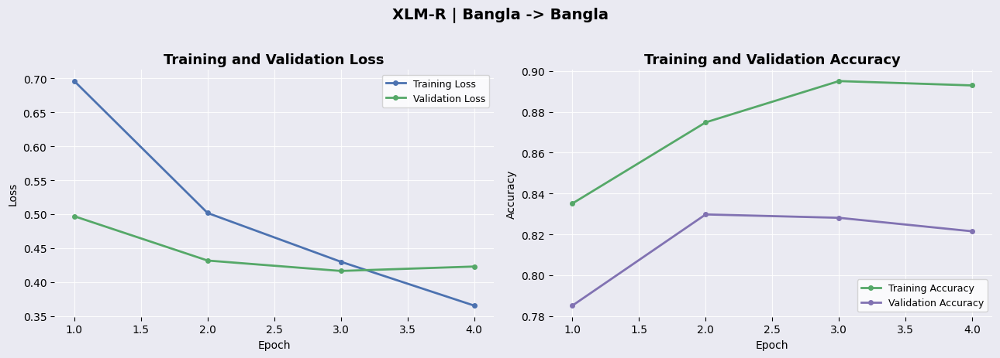 XLM-R | Bangla -> Bangla
Training and Validation Loss
Training Loss
Validation Loss
0.70
0.65
0.60
0.55
0.50
0.45
0.40
0.35
Loss
1.0 1.5 2.0 2.5 3.0 3.5 4.0
Epoch
Training and Validation Accuracy
0.90
0.88
0.86
0.84
0.82
0.80
0.78
Accuracy
Training Accuracy
Validation Accuracy
1.0 1.5 2.0 2.5 3.0 3.5 4.0
Epoch